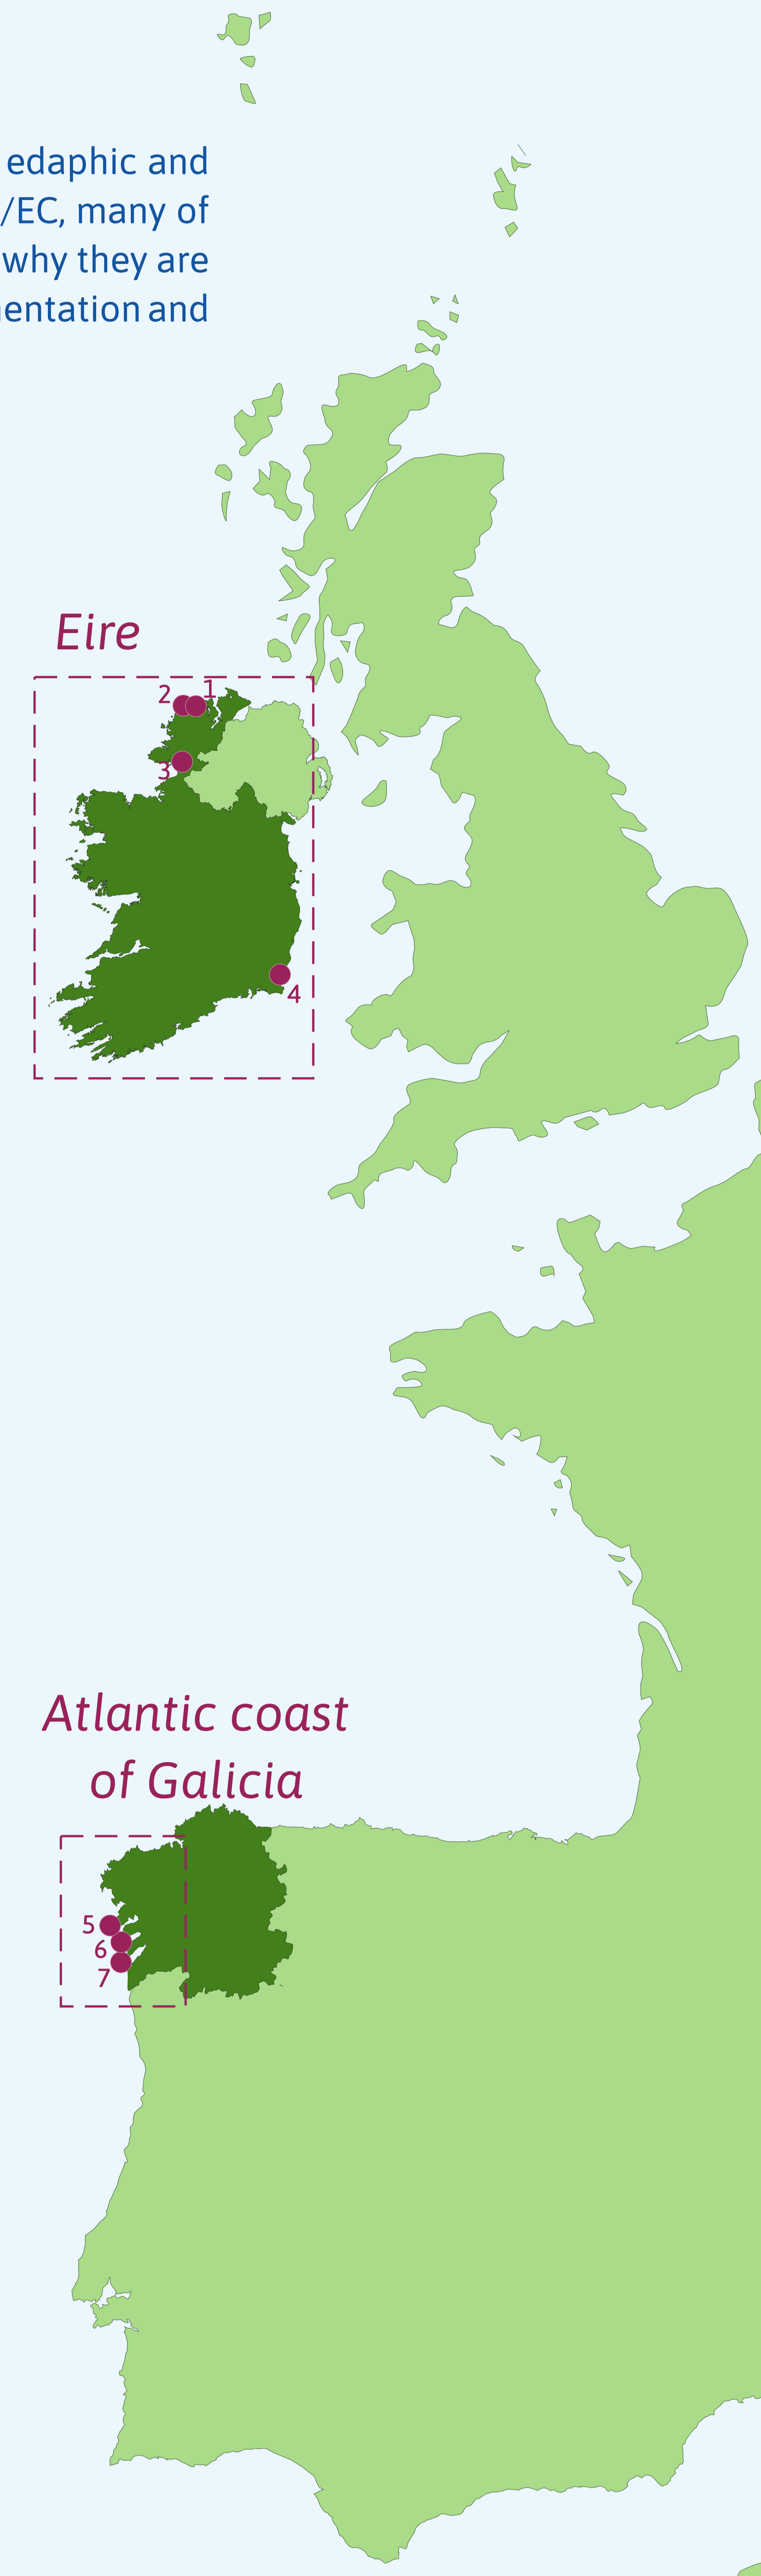 edaphic and
/EC, many of
why they are
entation and
Eire
2 1
3
4
Atlantic coast
of Galicia
5
6
7